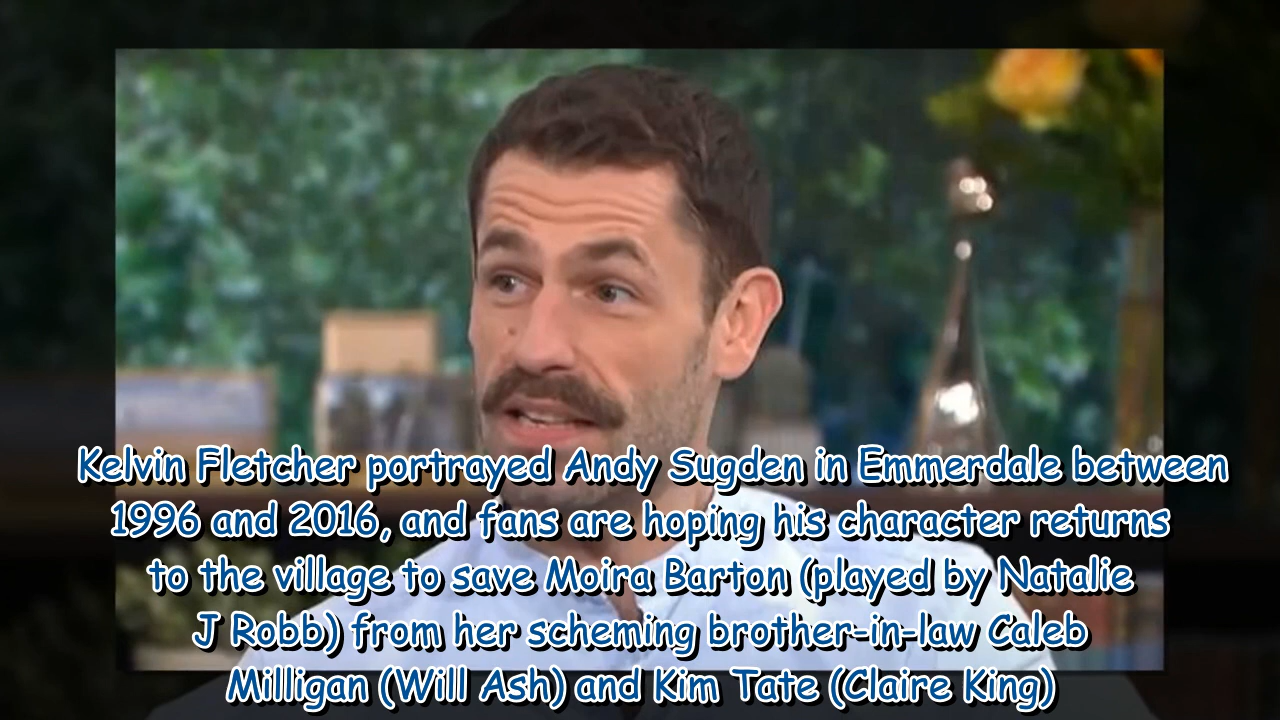 Kelvin Fletcher portrayed Andy Sugden in Emmerdale between
1996 and 2016, and fans are hoping his character returns
to the village to save Moira Barton (played by Natalie
J Robb) from her scheming brother-in-law Caleb
Milligan (Will Ash) and Kim Tate (Claire King)